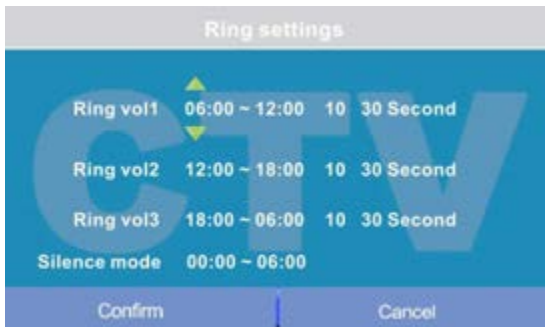 Ring settings
CTV
Ring vol1 06:00 ~ 12:00 10 30 Second
Ring vol2 12:00 ~ 18:00 10 30 Second
Ring vol3 18:00 ~ 06:00 10 30 Second
Silence mode 00:00 ~ 06:00
Confirm Cancel